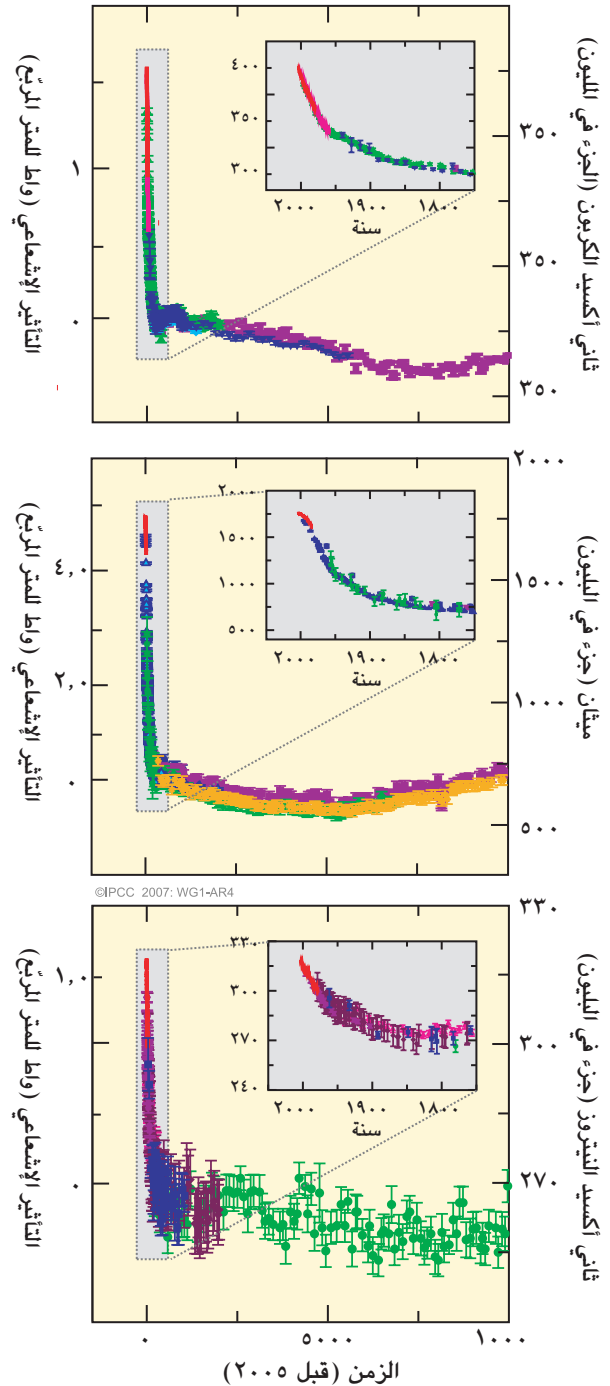 ثاني أكسيد الكربون (الجزء في المليون)
٣٥٠
٣٥٠
٣٥٠
٤٠٠
٣٥٠
٣٠٠
١٨٠٠ ١٩٠٠ ٢٠٠٠
سنة
١
٠
التأثير الإشعاعي (واط للمتر المربّع)
ميثان (جزء في البليون)
٢٠٠٠
١٥٠٠
١٠٠٠
٥٠٠
٢٠٠٠
١٥٠٠
١٠٠٠
٥٠٠
١٨٠٠ ١٩٠٠ ٢٠٠٠
سنة
٤,٠
٢,٠
٠
التأثير الإشعاعي (واط للمتر المربّع)
©IPCC 2007: WG1-AR4
ثاني أكسيد النيتروز (جزء في البليون)
٣٣٠
٣٠٠
٢٧٠
٣٣٠
٣٠٠
٢٧٠
٢٤٠
١٨٠٠ ١٩٠٠ ٢٠٠٠
سنة
١,٠
٠
التأثير الإشعاعي (واط للمتر المربّع)
١٠٠٠ ٥٠٠٠ ٠
الزمن (قبل ٢٠٠٥)